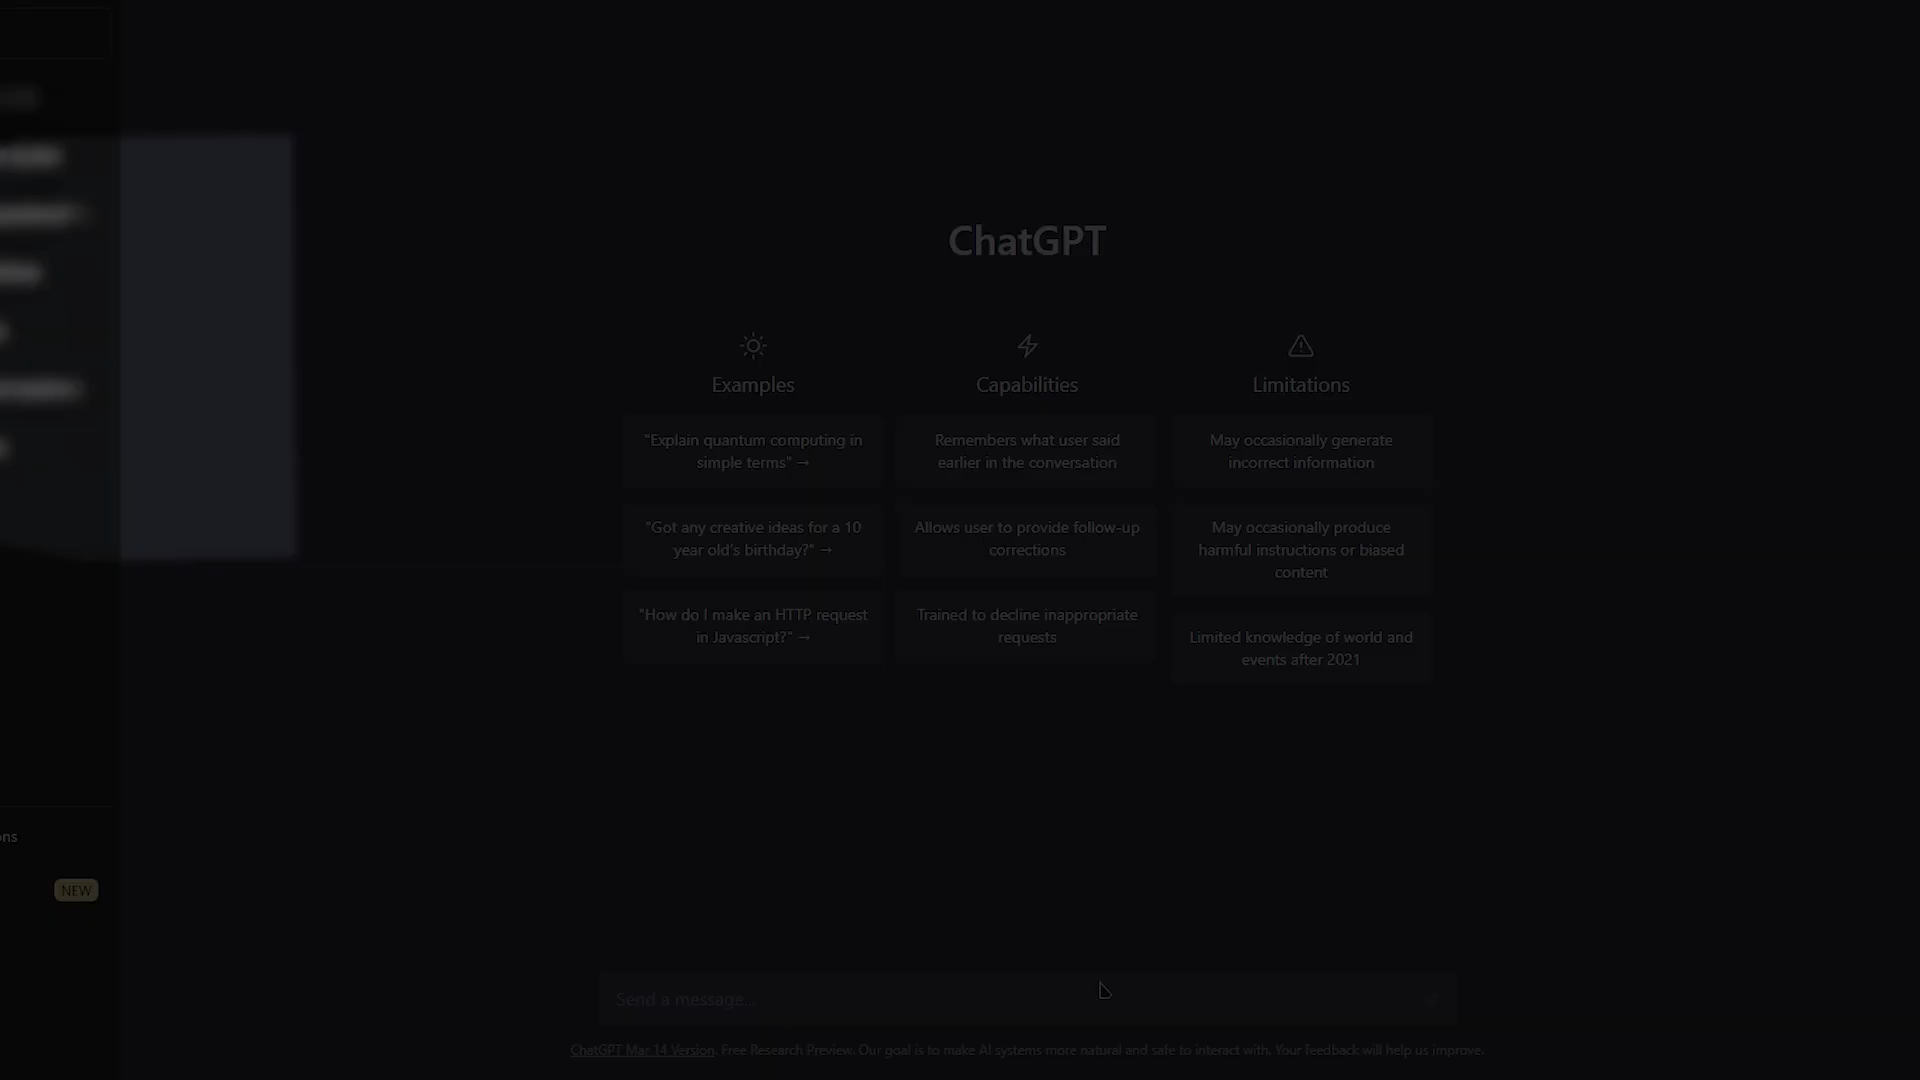 ChatGPT
Examples
Capabilities
Limitations
"Explain quantum computing in
simple terms" →
Remembers what user said
earlier in the conversation
May occasionally generate
incorrect information
"Got any creative ideas for a 10
year old's birthday?" →
Allows user to provide follow-up
corrections
May occasionally produce
harmful instructions or biased
content
"How do I make an HTTP request
in Javascript?" →
Trained to decline inappropriate
requests
Limited knowledge of world and
events after 2021
ons
NEW
Send a message...
ChatGPT Mar 14 Version. Free Research Preview. Our goal is to make AI systems more natural and safe to interact with. Your feedback will help us improve.